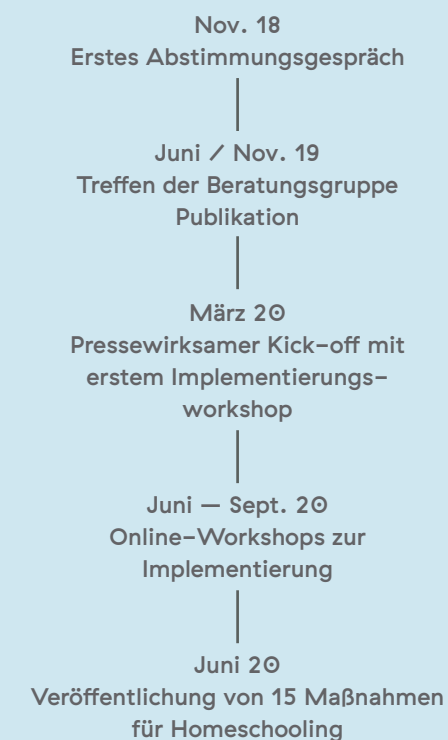 Nov. 18
Erstes Abstimmungsgespräch
Juni / Nov. 19
Treffen der Beratungsgruppe
Publikation
März 20
Pressewirksamer Kick-off mit
erstem Implementierungs-
workshop
Juni — Sept. 20
Online-Workshops zur
Implementierung
Juni 20
Veröffentlichung von 15 Maßnahmen
für Homeschooling